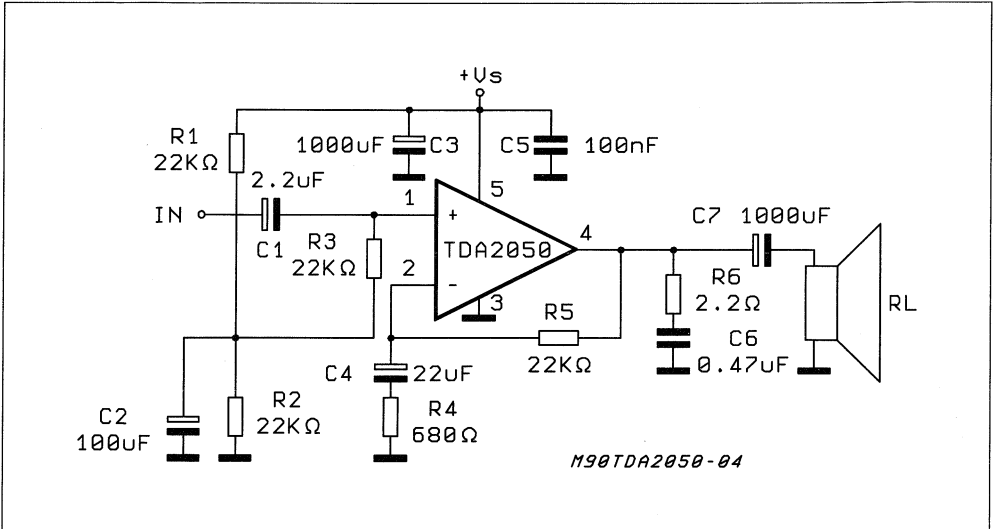 +Vs
R1
22KΩ
1000uF
C3
C5
100nF
2.2uF
IN
C1
R3
22KΩ
1
2
+
-
TDA2050
5
3
4
C7 1000uF
R6
2.2Ω
C6
0.47uF
RL
R5
22KΩ
C4
22uF
R4
680Ω
C2
100uF
R2
22KΩ
M90TDA2050-04